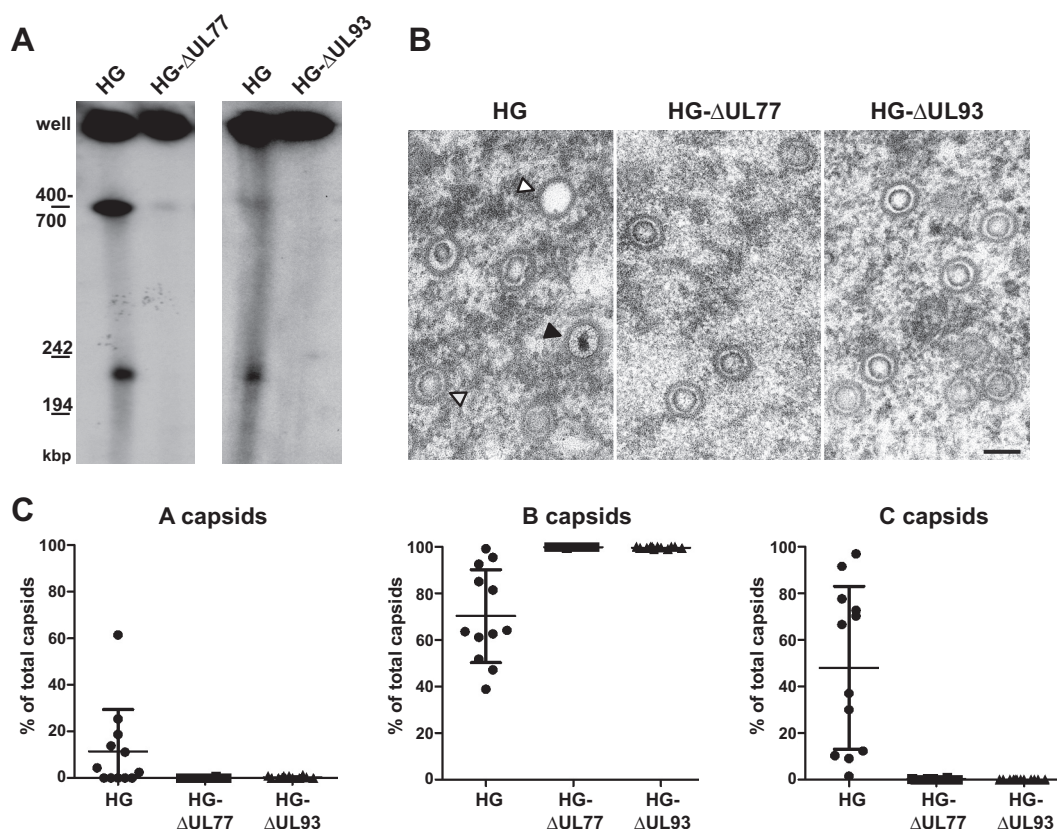 A
HG
HG-ΔUL77
HG
HG-ΔUL93
well
400-
700
242
194
kbp
B
HG
HG-ΔUL77
HG-ΔUL93
C
A capsids
% of total capsids
100
80
60
40
20
0
HG
HG-
ΔUL77
HG-
ΔUL93
B capsids
% of total capsids
100
80
60
40
20
0
HG
HG-
ΔUL77
HG-
ΔUL93
C capsids
% of total capsids
100
80
60
40
20
0
HG
HG-
ΔUL77
HG-
ΔUL93